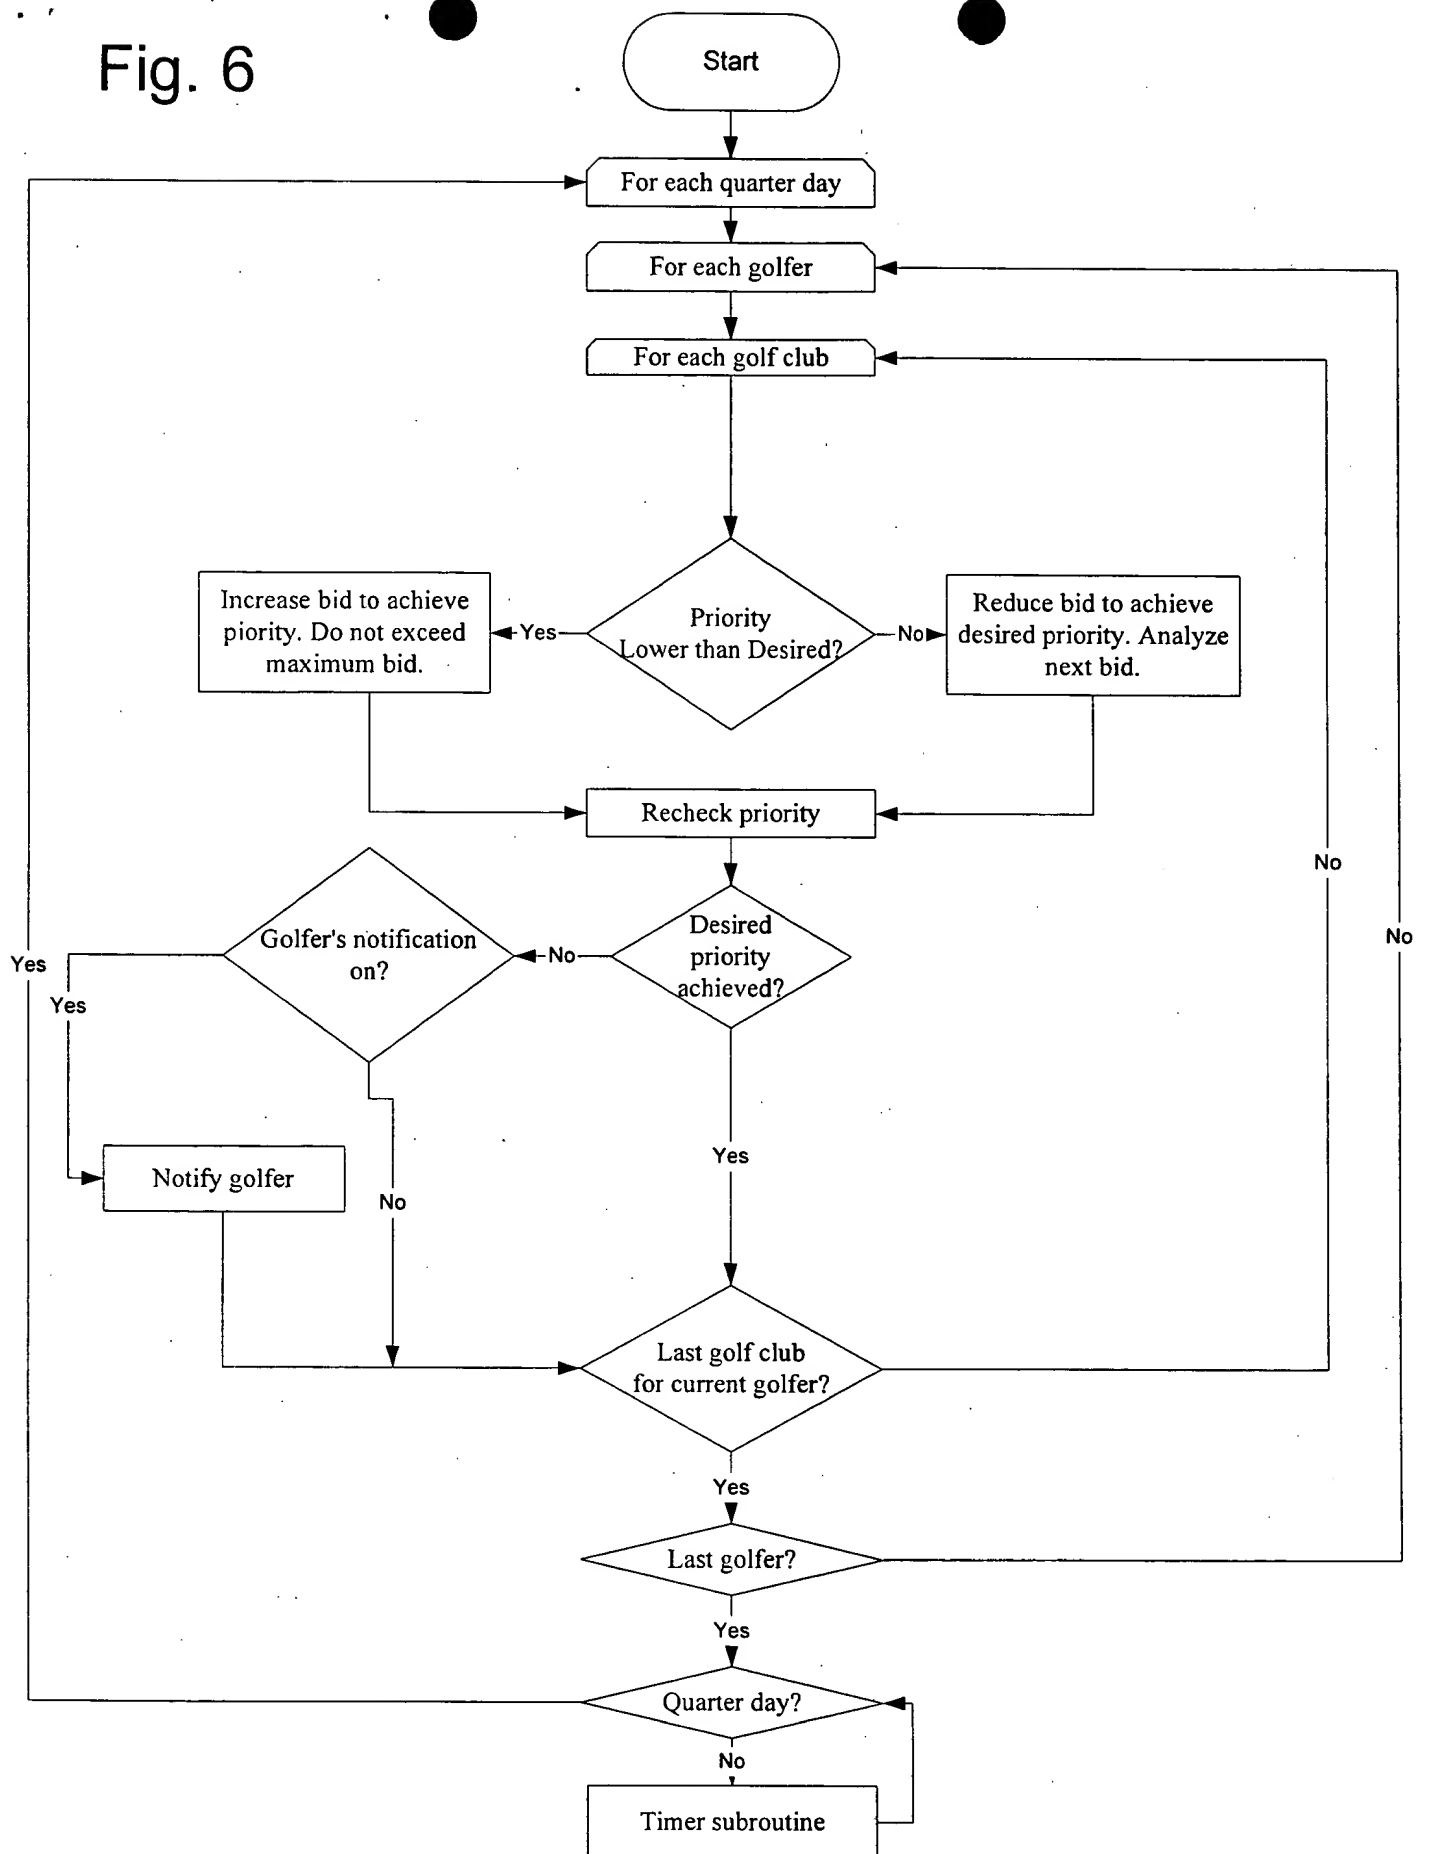 Fig. 6
Start
For each quarter day
For each golfer
For each golf club
Increase bid to achieve
piority. Do not exceed
maximum bid.
Yes
Priority
Lower than Desired?
No
Reduce bid to achieve
desired priority. Analyze
next bid.
Recheck priority
No
No
Golfer's notification
on?
No
Desired
priority
achieved?
Yes
Yes
Notify golfer
No
Yes
Last golf club
for current golfer?
Yes
Last golfer?
Yes
Quarter day?
No
Timer subroutine